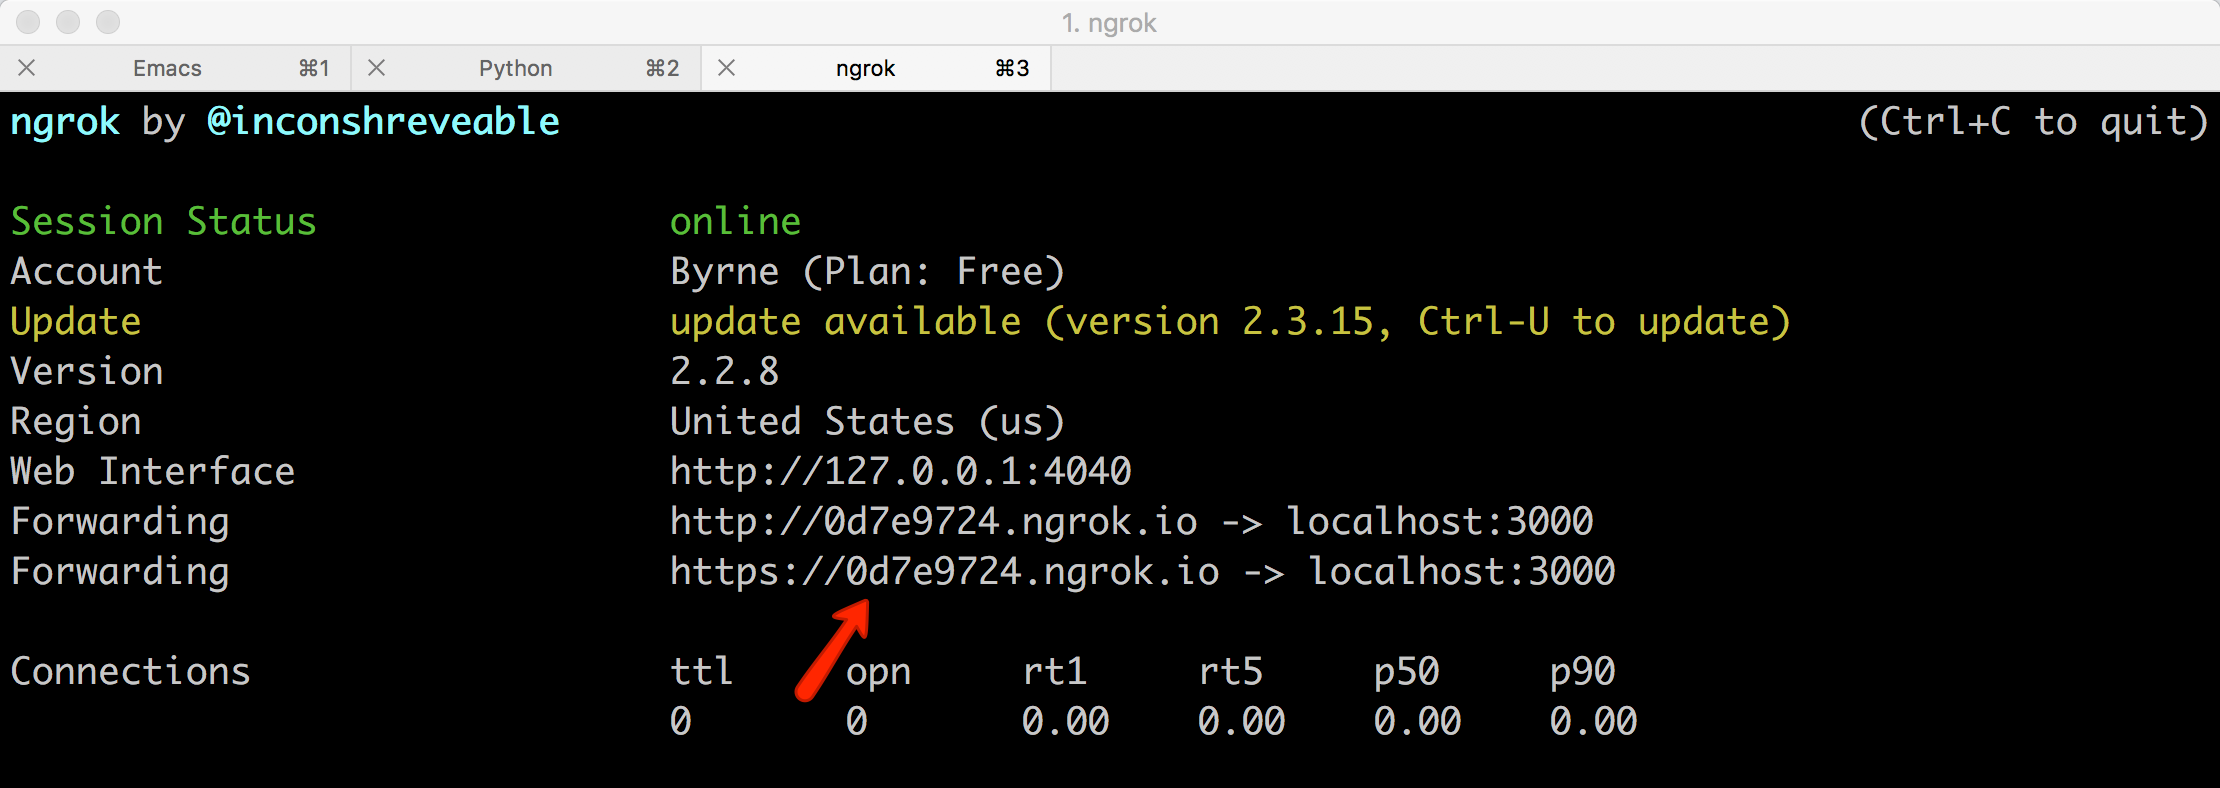 1. ngrok
Emacs ⌘1 Python ⌘2 ngrok ⌘3
ngrok by @inconshreveable (Ctrl+C to quit)
Session Status online
Account Byrne (Plan: Free)
Update update available (version 2.3.15, Ctrl-U to update)
Version 2.2.8
Region United States (us)
Web Interface http://127.0.0.1:4040
Forwarding http://0d7e9724.ngrok.io -> localhost:3000
Forwarding https://0d7e9724.ngrok.io -> localhost:3000
Connections ttl opn rt1 rt5 p50 p90
0 0 0.00 0.00 0.00 0.00